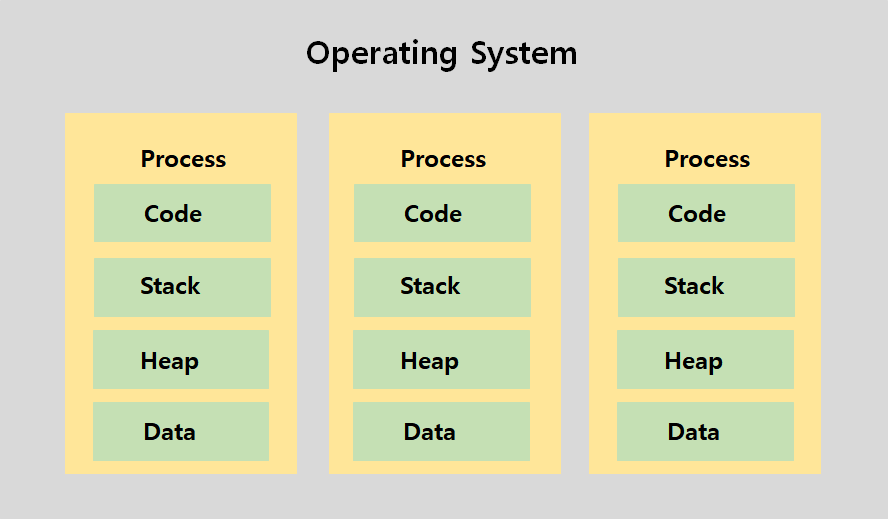 Operating System
Process
Code
Stack
Heap
Data
Process
Code
Stack
Heap
Data
Process
Code
Stack
Heap
Data